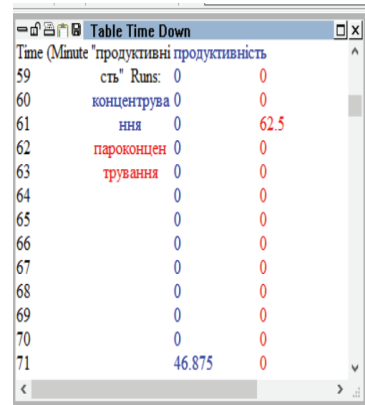 Table Time Down
Time (Minute "продуктивні продуктивність
59 сть" Runs: 0 0
60 концентрува 0 0
61 ння 0 62.5
62 пароконцен 0 0
63 трування 0 0
64 0 0
65 0 0
66 0 0
67 0 0
68 0 0
69 0 0
70 0 0
71 46.875 0